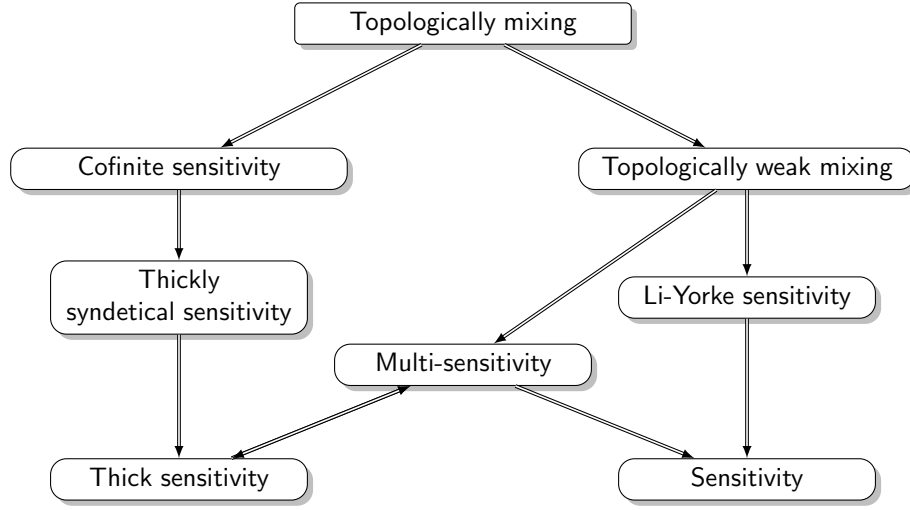 Topologically mixing
Cofinite sensitivity
Topologically weak mixing
Thickly
syndetical sensitivity
Li-Yorke sensitivity
Multi-sensitivity
Thick sensitivity
Sensitivity